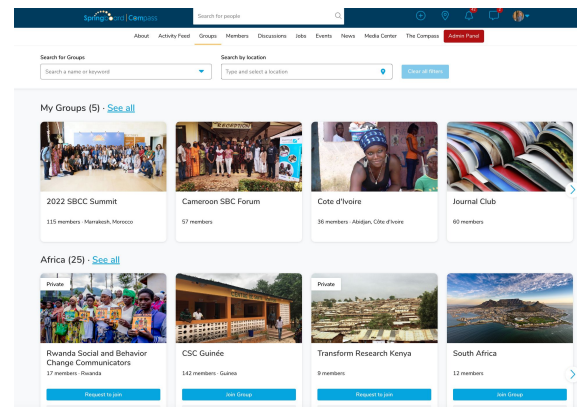 Springboard | Compass
Search for people
About Activity Feed Groups Members Discussions Jobs Events News Media Center The Compass Admin Panel
Search for Groups Search by location
Search a name or keyword Type and select a location Clear all filters
My Groups (5) · See all
2022 SBCC Summit Cameroon SBC Forum Cote d'Ivoire Journal Club
115 members · Marrakesh, Morocco 57 members 36 members · Abidjan, Côte d'Ivoire 60 members
Africa (25) · See all
Private Private
Rwanda Social and Behavior CSC Guinée Transform Research Kenya South Africa
Change Communicators
17 members · Rwanda 142 members · Guinea 9 members 12 members
Request to join Join Group Request to join Join Group